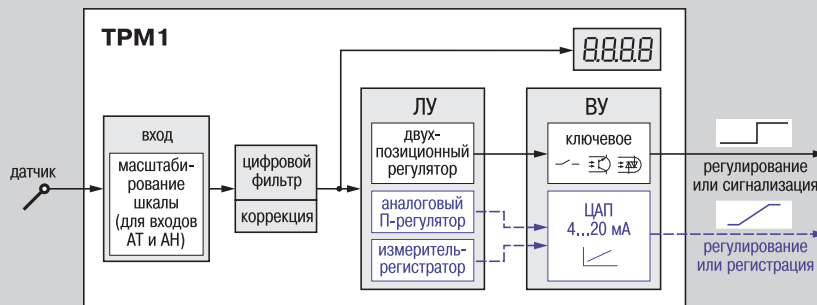 ТРМ1
8.8.8.8
датчик
вход
масштаби-
рование
шкалы
(для входов
АТ и АН)
цифровой
фильтр
коррекция
ЛУ
двух-
позиционный
регулятор
аналоговый
П-регулятор
измеритель-
регистратор
ВУ
ключевое
ЦАП
4...20 мА
регулирование
или сигнализация
регулирование
или регистрация